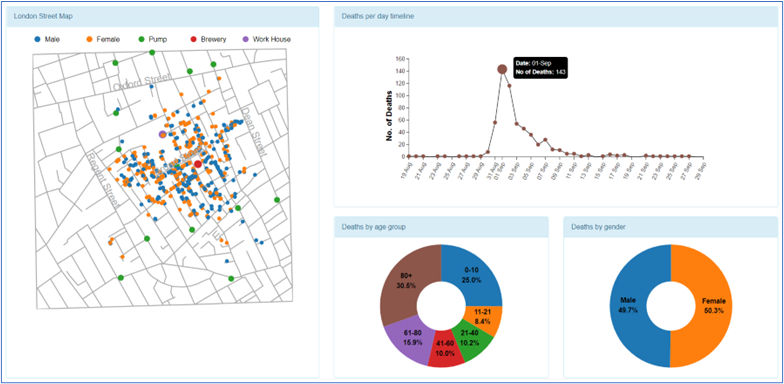 London Street Map
Male Female Pump Brewery Work House
Oxford Street
Dean Street
Regent Street
Deaths per day timeline
No. of Deaths
160
140
120
100
80
60
40
20
0
Date: 01-Sep
No of Deaths: 143
19 Aug
21 Aug
23 Aug
25 Aug
27 Aug
29 Aug
31 Aug
01 Sep
03 Sep
05 Sep
07 Sep
09 Sep
11 Sep
13 Sep
15 Sep
17 Sep
19 Sep
21 Sep
23 Sep
25 Sep
27 Sep
29 Sep
Deaths by age group
80+
30.5%
0-10
25.0%
11-21
8.4%
21-40
10.2%
41-60
10.0%
61-80
15.9%
Deaths by gender
Male
49.7%
Female
50.3%